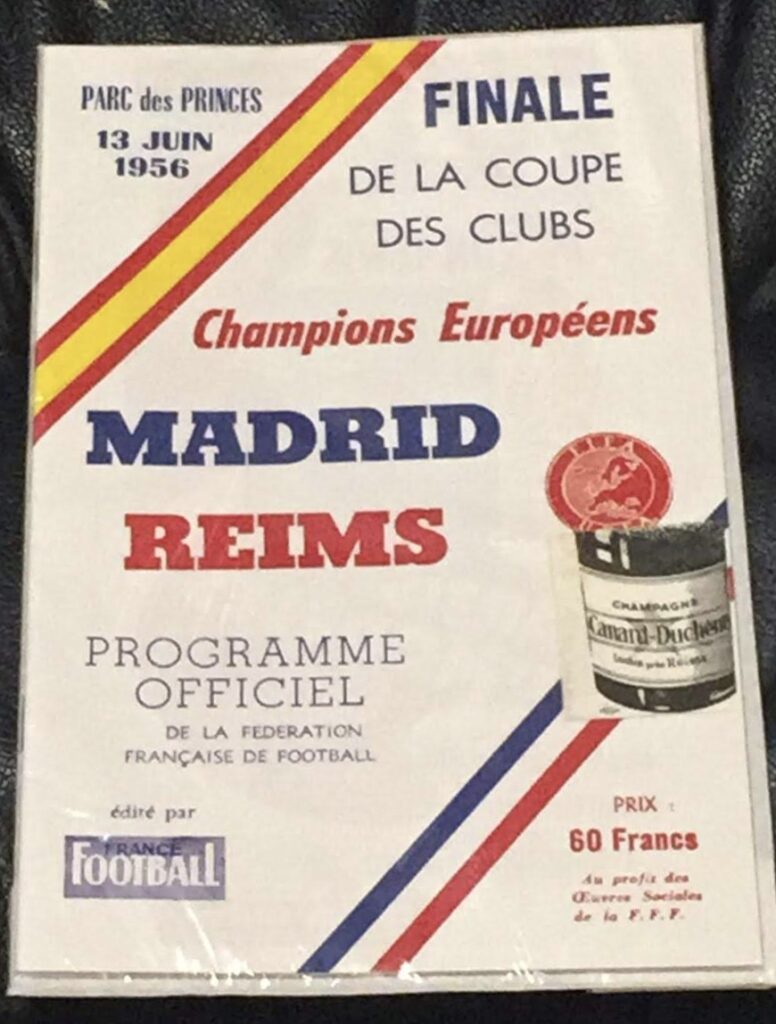 PARC des PRINCES
13 JUIN
1956
FINALE
DE LA COUPE
DES CLUBS
Champions Européens
MADRID
REIMS
CHAMPAGNE
Canard-Duchêne
PROGRAMME
OFFICIEL
DE LA FEDERATION
FRANÇAISE DE FOOTBALL
édité par
FRANCE
FOOTBALL
PRIX :
60 Francs
Au profit des
Œuvres Sociales
de la F. F. F.